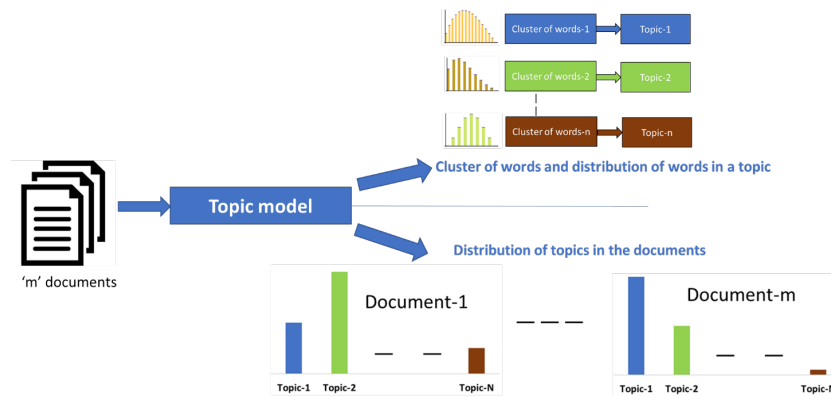 Cluster of words-1
Topic-1
Cluster of words-2
Topic-2
Cluster of words-n
Topic-n
Cluster of words and distribution of words in a topic
Topic model
'm' documents
Distribution of topics in the documents
Document-1
Topic-1
Topic-2
Topic-N
Document-m
Topic-1
Topic-2
Topic-N